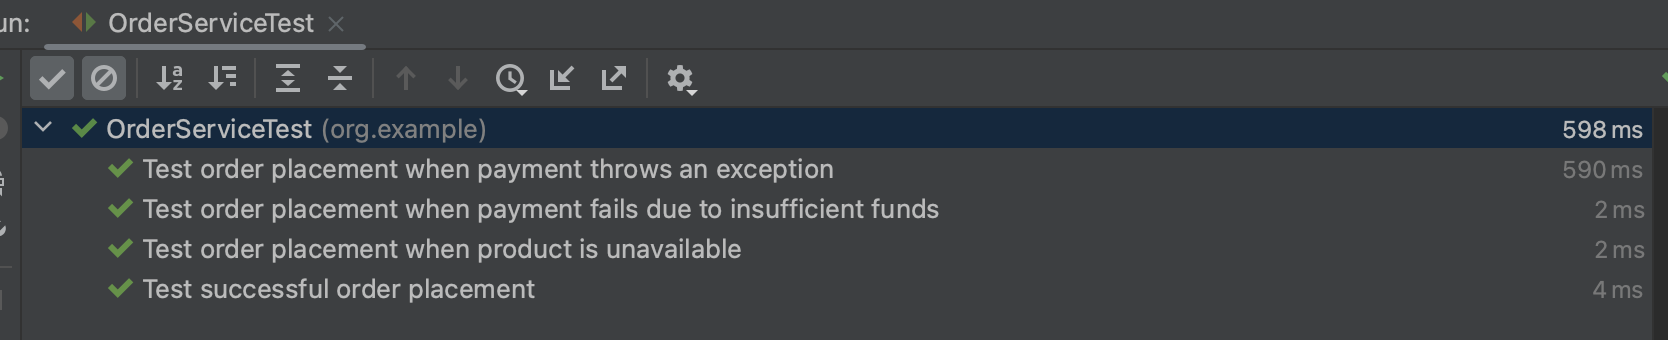 un:
OrderServiceTest
OrderServiceTest (org.example) 598 ms
Test order placement when payment throws an exception 590 ms
Test order placement when payment fails due to insufficient funds 2 ms
Test order placement when product is unavailable 2 ms
Test successful order placement 4 ms